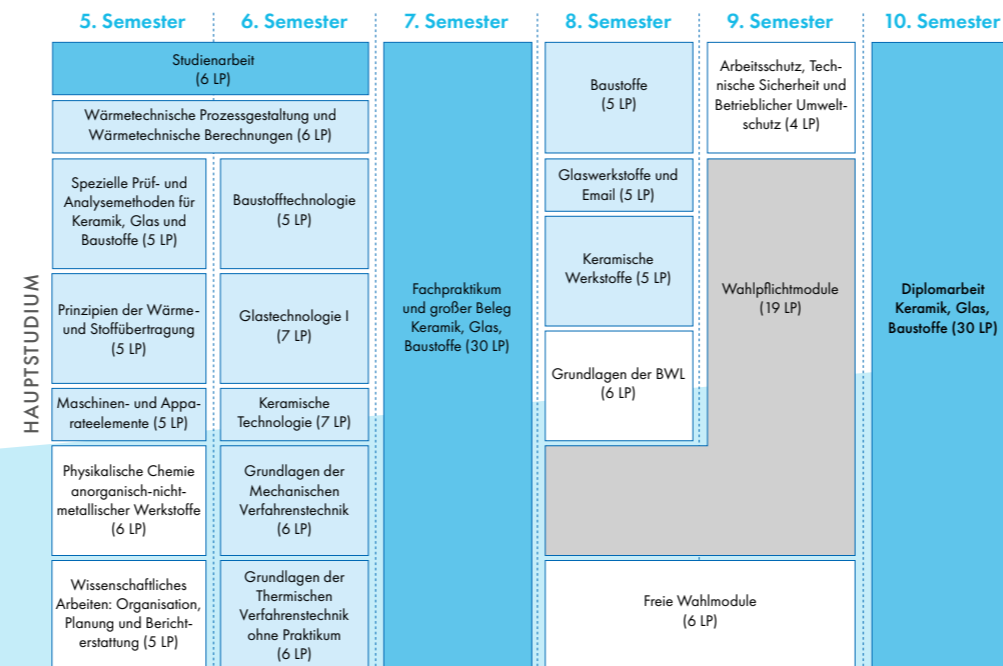 5. Semester
6. Semester
7. Semester
8. Semester
9. Semester
10. Semester
HAUPTSTUDIUM
Studienarbeit
(6 LP)
Wärmetechnische Prozessgestaltung und
Wärmetechnische Berechnungen (6 LP)
Spezielle Prüf- und
Analysemethoden für
Keramik, Glas und
Baustoffe (5 LP)
Prinzipien der Wärme-
und Stoffübertragung
(5 LP)
Maschinen- und Appa-
rateelemente (5 LP)
Physikalische Chemie
anorganisch-nicht-
metallischer Werkstoffe
(6 LP)
Wissenschaftliches
Arbeiten: Organisation,
Planung und Bericht-
erstattung (5 LP)
Baustofftechnologie
(5 LP)
Glastechnologie I
(7 LP)
Keramische
Technologie (7 LP)
Grundlagen der
Mechanischen
Verfahrenstechnik
(6 LP)
Grundlagen der
Thermischen
Verfahrenstechnik
ohne Praktikum
(6 LP)
Fachpraktikum
und großer Beleg
Keramik, Glas,
Baustoffe (30 LP)
Baustoffe
(5 LP)
Glaswerkstoffe und
Email (5 LP)
Keramische
Werkstoffe (5 LP)
Grundlagen der BWL
(6 LP)
Arbeitsschutz, Tech-
nische Sicherheit und
Betrieblicher Umwelt-
schutz (4 LP)
Wahlpflichtmodule
(19 LP)
Freie Wahlmodule
(6 LP)
Diplomarbeit
Keramik, Glas,
Baustoffe (30 LP)